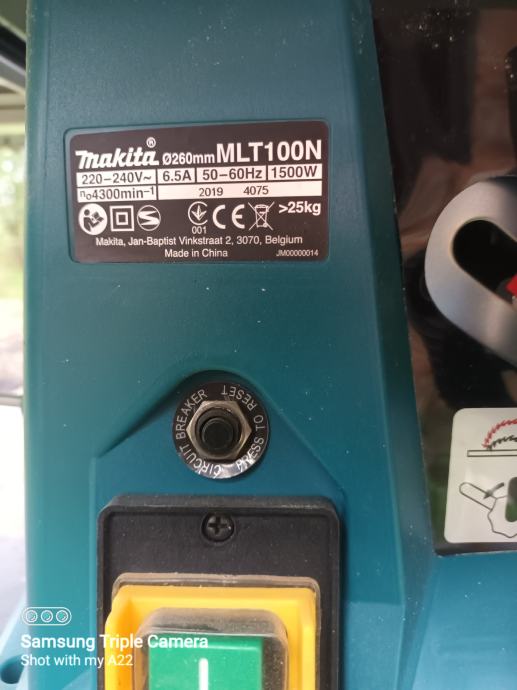 makita® Ø260mm MLT100N
220-240V~ 6.5A 50-60Hz 1500W
n₀4300min⁻¹ 2019 4075
001 CE >25kg
Makita, Jan-Baptist Vinkstraat 2, 3070, Belgium
Made in China JM00000014
CIRCUIT BREAKER
PRESS TO RESET
I
Samsung Triple Camera
Shot with my A22